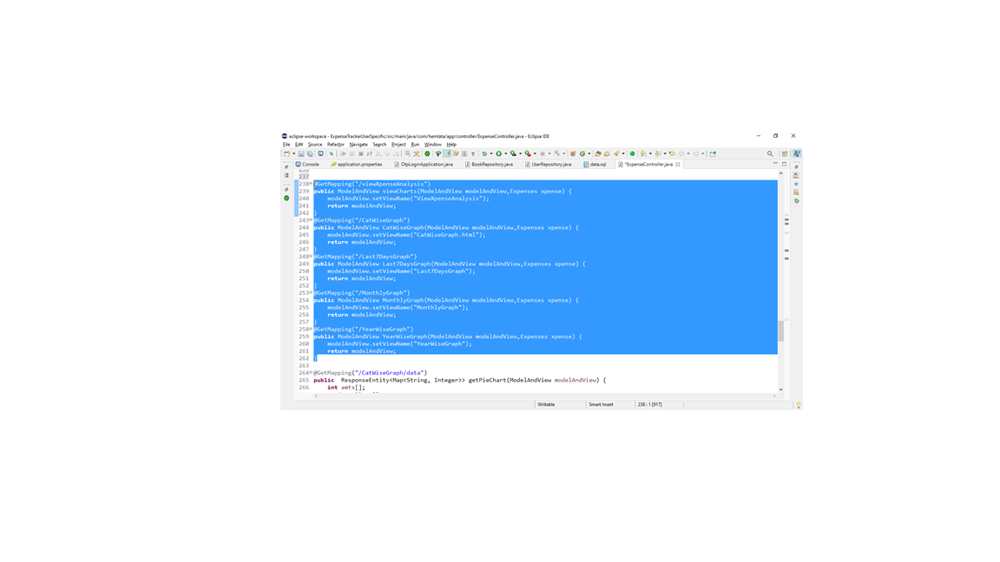 eclipse-workspace - ExpenseTrackerUserSpecific/src/main/java/com/hemlata/app/controller/ExpenseController.java - Eclipse IDE
File Edit Source Refactor Navigate Search Project Run Window Help
Console application.properties OtpLoginApplication.java BookRepository.java UserRepository.java data.sql *ExpenseController.java
237
238 @GetMapping("/viewXpenseAnalysis")
239 public ModelAndView viewCharts(ModelAndView modelAndView,Expenses xpense) {
240 modelAndView.setViewName("ViewXpenseAnalysis");
241 return modelAndView;
242 }
243 @GetMapping("/CatWiseGraph")
244 public ModelAndView CatWiseGraph(ModelAndView modelAndView,Expenses xpense) {
245 modelAndView.setViewName("CatWiseGraph.html");
246 return modelAndView;
247 }
248 @GetMapping("/Last7DaysGraph")
249 public ModelAndView Last7DaysGraph(ModelAndView modelAndView,Expenses xpense) {
250 modelAndView.setViewName("Last7DaysGraph");
251 return modelAndView;
252 }
253 @GetMapping("/MonthlyGraph")
254 public ModelAndView MonthlyGraph(ModelAndView modelAndView,Expenses xpense) {
255 modelAndView.setViewName("MonthlyGraph");
256 return modelAndView;
257 }
258 @GetMapping("/YearWiseGraph")
259 public ModelAndView YearWiseGraph(ModelAndView modelAndView,Expenses xpense) {
260 modelAndView.setViewName("YearWiseGraph");
261 return modelAndView;
262 }
263
264 @GetMapping("/CatWiseGraph/data")
265 public ResponseEntity<Map<String, Integer>> getPieChart(ModelAndView modelAndView) {
266 int amts[];
Writable Smart Insert 238 : 1 [917]